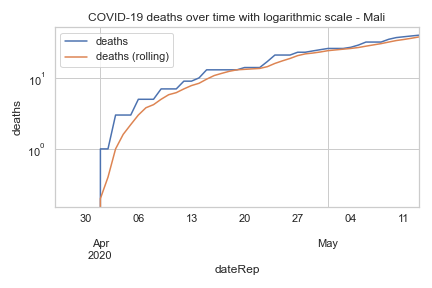 COVID-19 deaths over time with logarithmic scale - Mali
deaths
deaths (rolling)
10¹
10⁰
deaths
30 06 13 20 27 04 11
Apr May
2020
dateRep